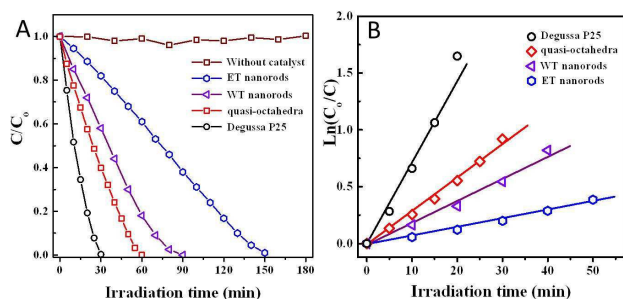 A
C/Cₒ
1.0
0.8
0.6
0.4
0.2
0.0
Without catalyst
ET nanorods
WT nanorods
quasi-octahedra
Degussa P25
0 30 60 90 120 150 180
Irradiation time (min)
B
Ln(Cₒ/C)
2.0
1.5
1.0
0.5
0.0
Degussa P25
quasi-octahedra
WT nanorods
ET nanorods
0 10 20 30 40 50
Irradiation time (min)